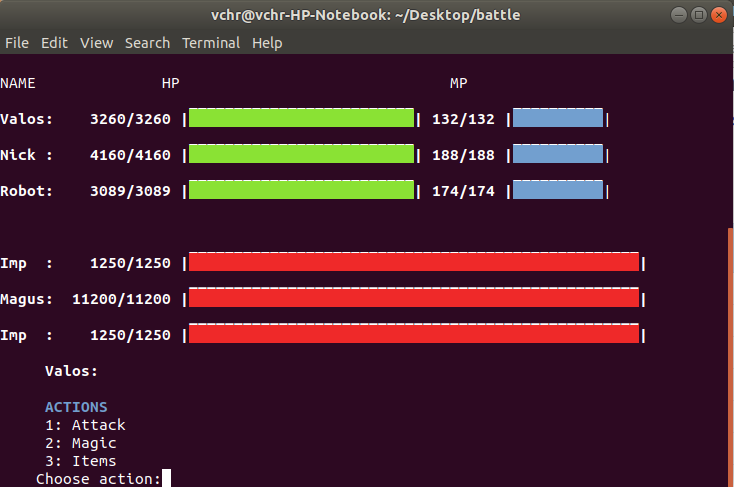 vchr@vchr-HP-Notebook: ~/Desktop/battle
File Edit View Search Terminal Help
NAME HP MP
Valos: 3260/3260 | | 132/132 | |
Nick : 4160/4160 | | 188/188 | |
Robot: 3089/3089 | | 174/174 | |
Imp : 1250/1250 | |
Magus: 11200/11200 | |
Imp : 1250/1250 | |
Valos:
ACTIONS
1: Attack
2: Magic
3: Items
Choose action: